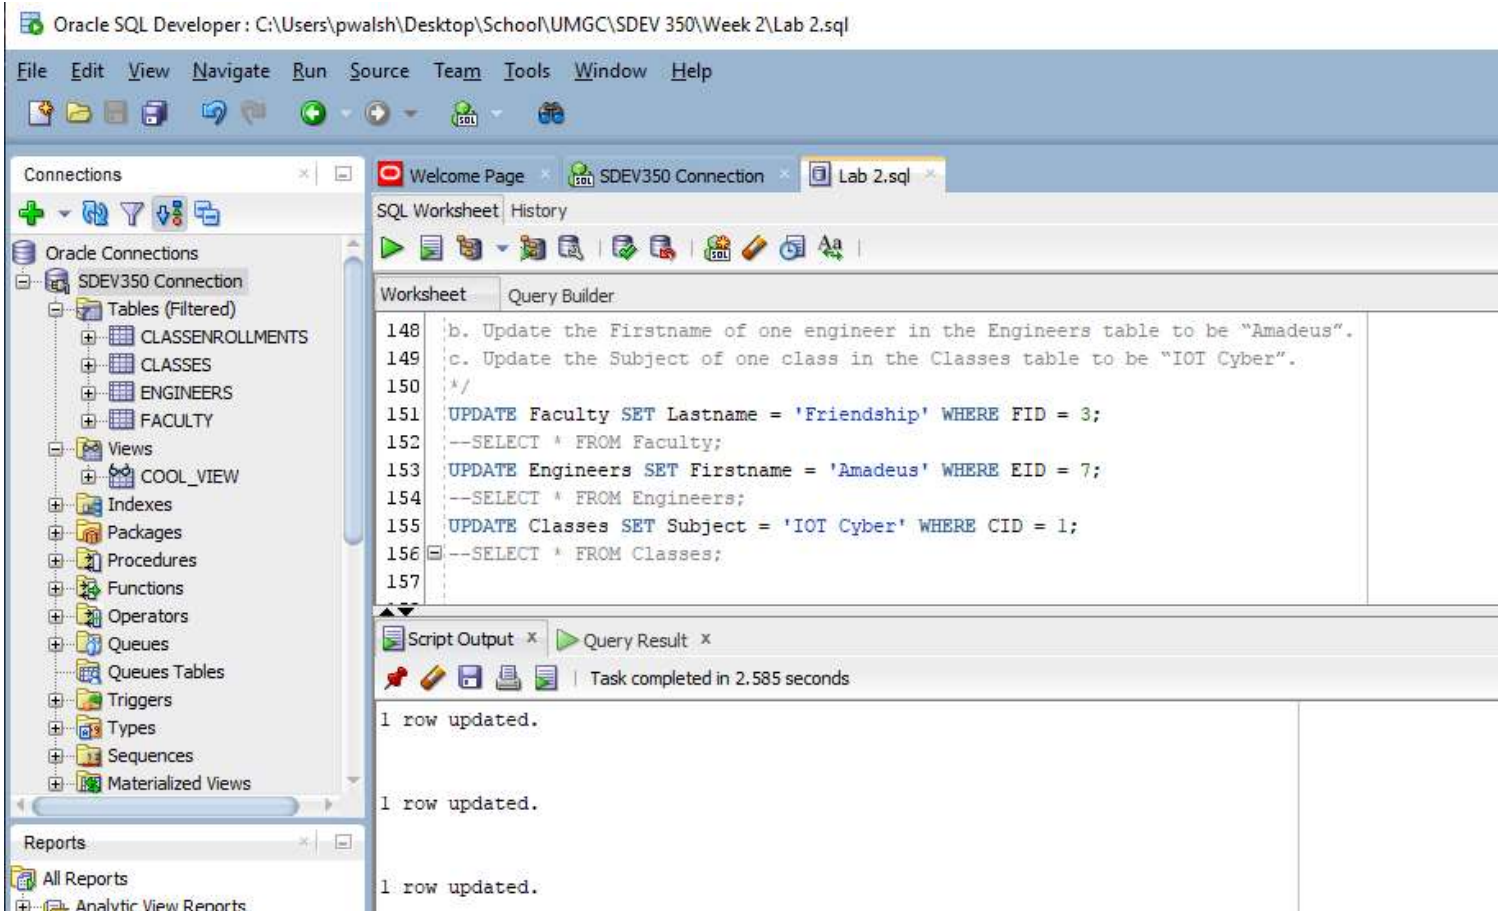 Oracle SQL Developer : C:\Users\pwalsh\Desktop\School\UMGC\SDEV 350\Week 2\Lab 2.sql
File Edit View Navigate Run Source Team Tools Window Help
Connections
Oracle Connections
SDEV350 Connection
Tables (Filtered)
CLASSENROLLMENTS
CLASSES
ENGINEERS
FACULTY
Views
COOL_VIEW
Indexes
Packages
Procedures
Functions
Operators
Queues
Queues Tables
Triggers
Types
Sequences
Materialized Views
Reports
All Reports
Analytic View Reports
Welcome Page SDEV350 Connection Lab 2.sql
SQL Worksheet History
Worksheet Query Builder
148 b. Update the Firstname of one engineer in the Engineers table to be “Amadeus”.
149 c. Update the Subject of one class in the Classes table to be “IOT Cyber”.
150 */
151 UPDATE Faculty SET Lastname = 'Friendship' WHERE FID = 3;
152 --SELECT * FROM Faculty;
153 UPDATE Engineers SET Firstname = 'Amadeus' WHERE EID = 7;
154 --SELECT * FROM Engineers;
155 UPDATE Classes SET Subject = 'IOT Cyber' WHERE CID = 1;
156 --SELECT * FROM Classes;
157
Script Output x Query Result x
Task completed in 2.585 seconds
1 row updated.
1 row updated.
1 row updated.